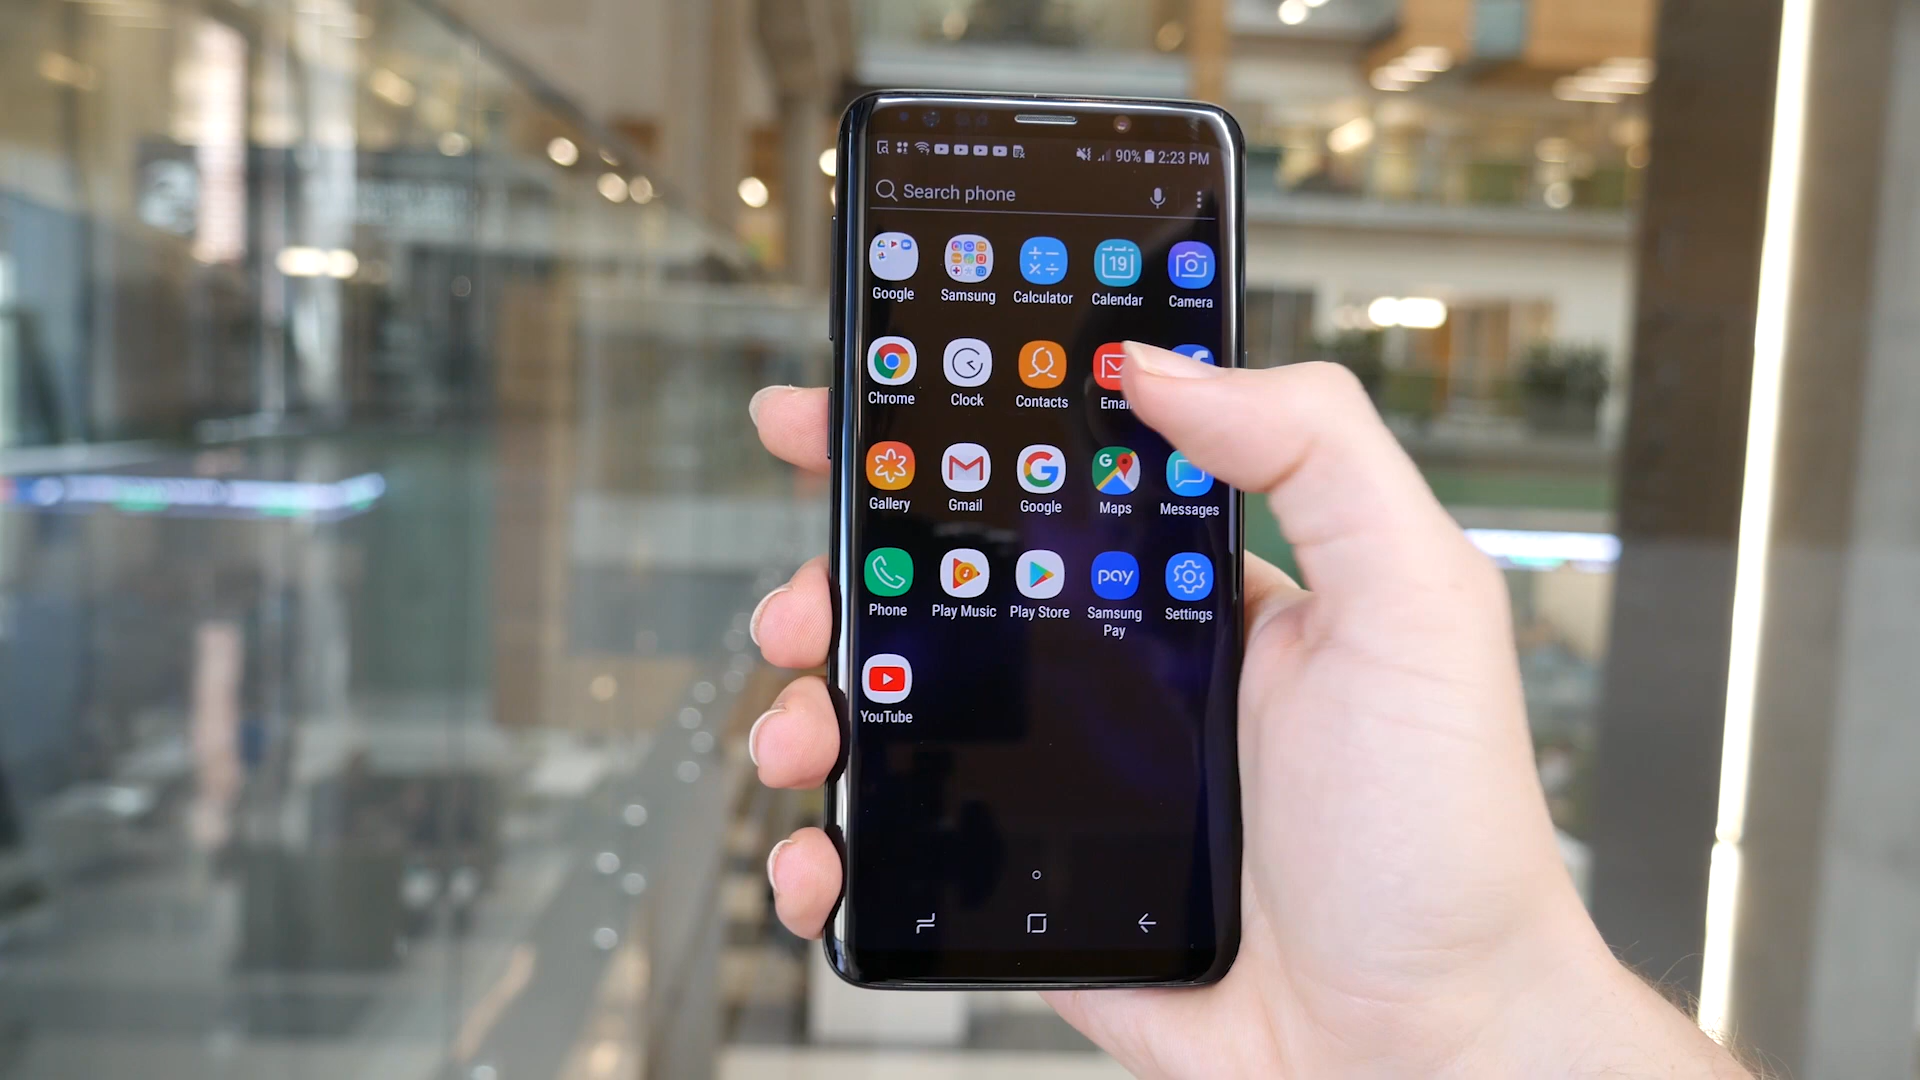 90% 2:23 PM
Search phone
19
Google Samsung Calculator Calendar Camera
Chrome Clock Contacts Email
Gallery Gmail Google Maps Messages
pay
Phone Play Music Play Store Samsung Pay Settings
YouTube